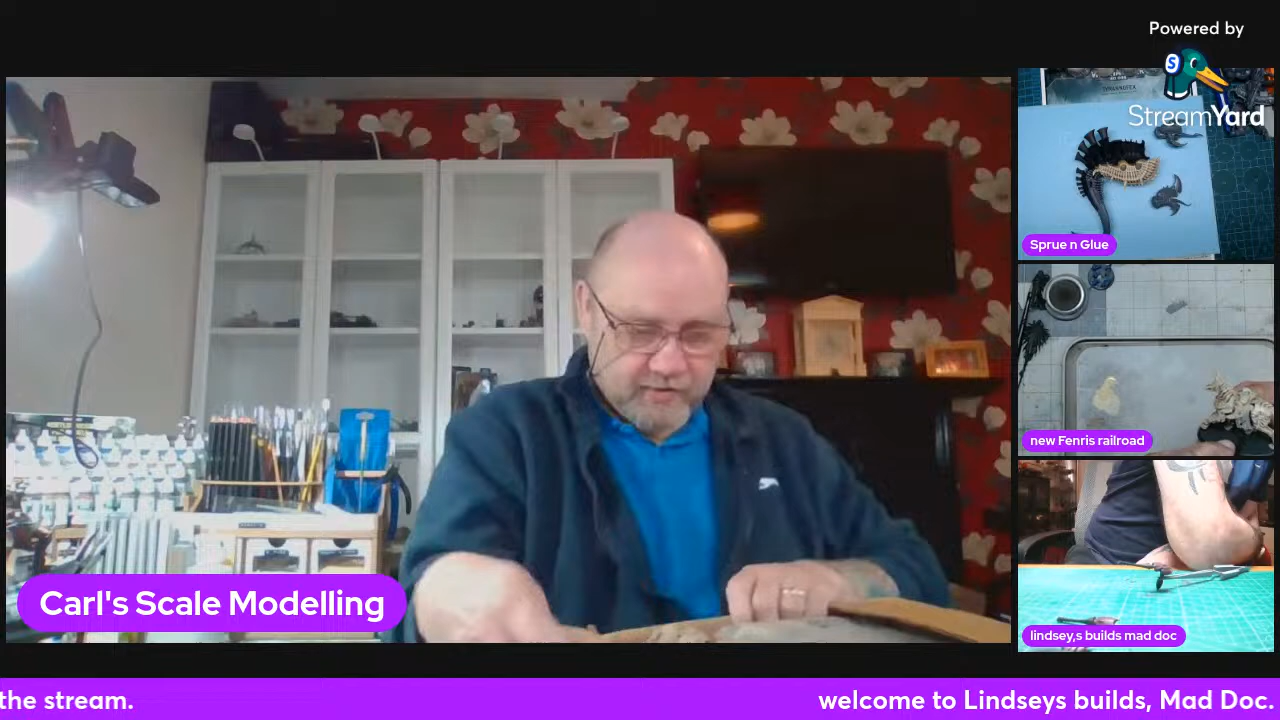 Powered by
StreamYard
Sprue n Glue
new Fenris railroad
Carl's Scale Modelling
lindsey,s builds mad doc
the stream. welcome to Lindseys builds, Mad Doc.